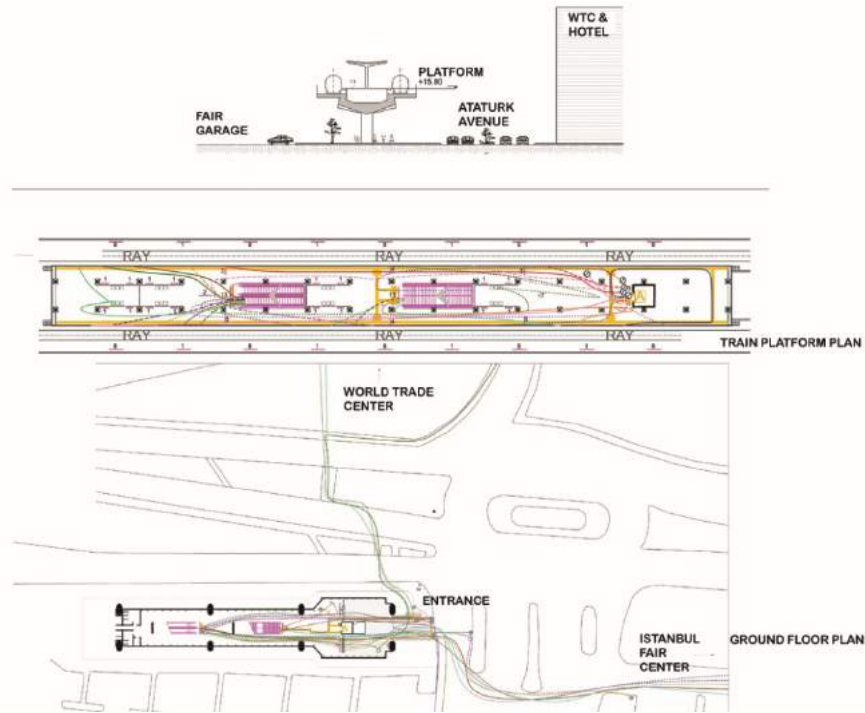 WTC &
HOTEL
PLATFORM
+15.80
ATATURK
AVENUE
FAIR
GARAGE
RAY
RAY
RAY
RAY
RAY
RAY
TRAIN PLATFORM PLAN
WORLD TRADE
CENTER
ENTRANCE
ISTANBUL
FAIR
CENTER
GROUND FLOOR PLAN